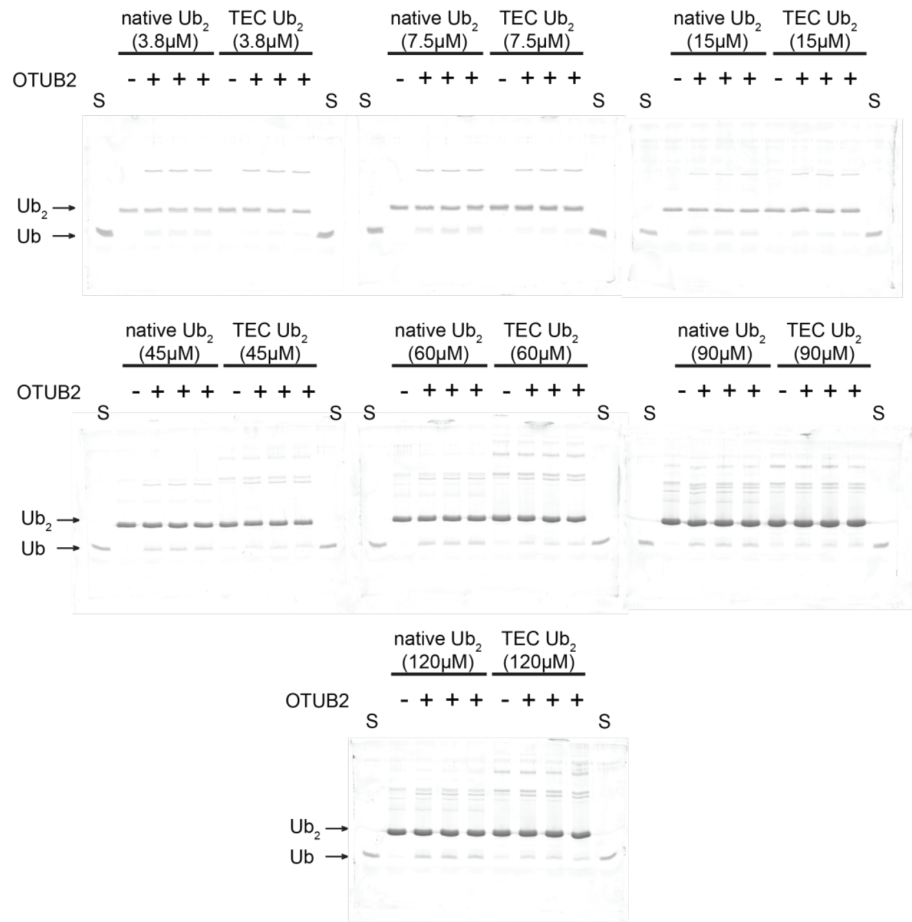 native Ub₂ TEC Ub₂ native Ub₂ TEC Ub₂ native Ub₂ TEC Ub₂
(3.8µM) (3.8µM) (7.5µM) (7.5µM) (15µM) (15µM)
OTUB2 - + + + - + + + - + + + - + + + - + + + - + + +
S S S S S S
Ub₂
Ub
native Ub₂ TEC Ub₂ native Ub₂ TEC Ub₂ native Ub₂ TEC Ub₂
(45µM) (45µM) (60µM) (60µM) (90µM) (90µM)
OTUB2 - + + + - + + + - + + + - + + + - + + + - + + +
S S S S S S
Ub₂
Ub
native Ub₂ TEC Ub₂
(120µM) (120µM)
OTUB2 - + + + - + + +
S S
Ub₂
Ub